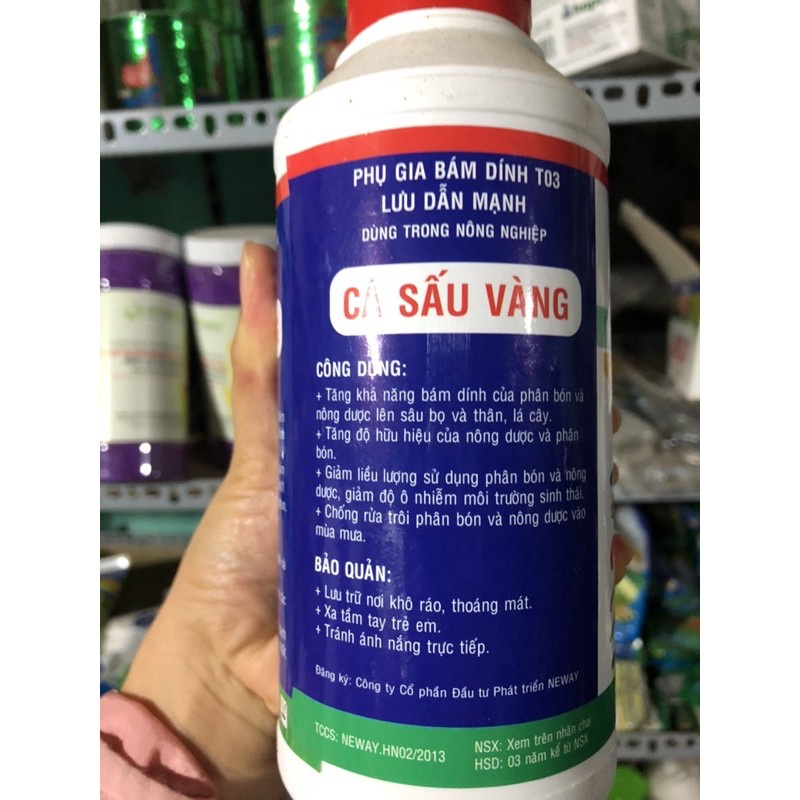 PHỤ GIA BÁM DÍNH T03
LƯU DẪN MẠNH
DÙNG TRONG NÔNG NGHIỆP
CÁ SẤU VÀNG
CÔNG DỤNG:
+ Tăng khả năng bám dính của phân bón và
nông dược lên sâu bọ và thân, lá cây.
+ Tăng độ hữu hiệu của nông dược và phân
bón.
+ Giảm liều lượng sử dụng phân bón và nông
dược, giảm độ ô nhiễm môi trường sinh thái.
+ Chống rửa trôi phân bón và nông dược vào
mùa mưa.
BẢO QUẢN:
+ Lưu trữ nơi khô ráo, thoáng mát.
+ Xa tầm tay trẻ em.
+ Tránh ánh nắng trực tiếp.
Đăng ký: Công ty Cổ phần Đầu tư Phát triển NEWAY
TCCS: NEWAY.HN02/2013
NSX: Xem trên nhãn chai
HSD: 03 năm kể từ NSX